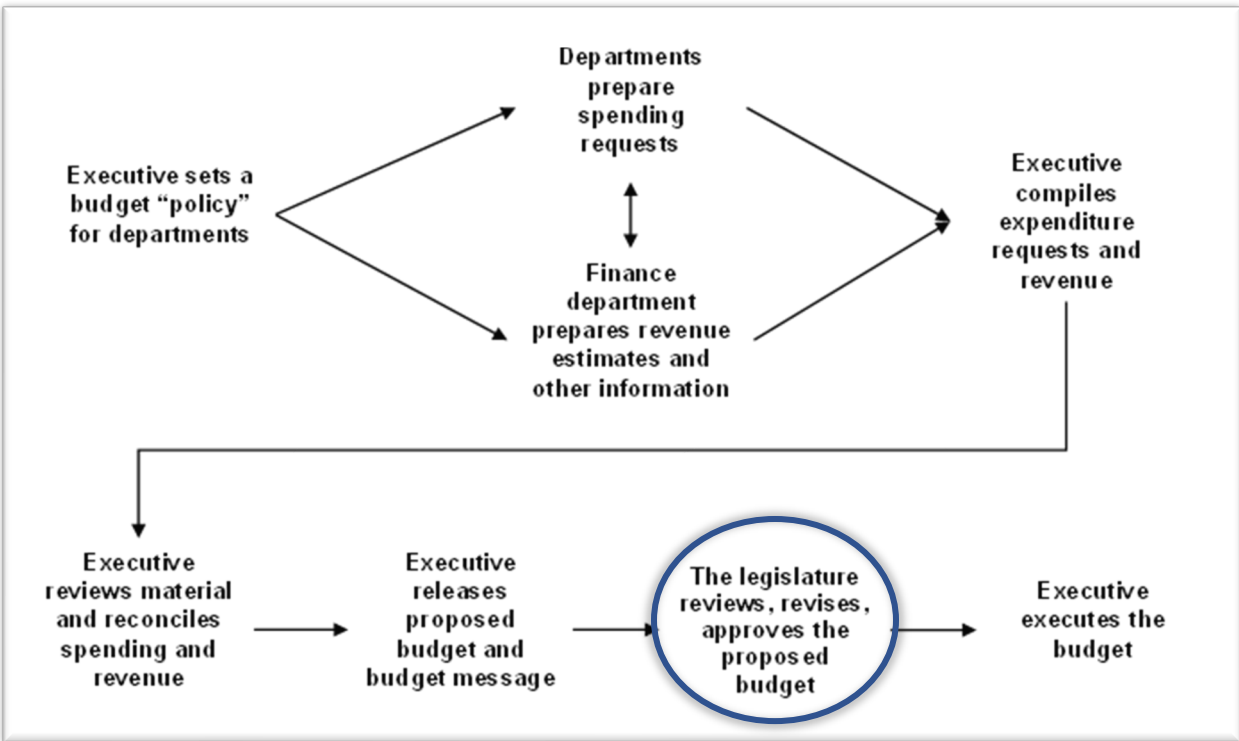 Executive sets a
budget “policy”
for departments
Departments
prepare
spending
requests
Finance
department
prepares revenue
estimates and
other information
Executive
compiles
expenditure
requests and
revenue
Executive
reviews material
and reconciles
spending and
revenue
Executive
releases
proposed
budget and
budget message
The legislature
reviews, revises,
approves the
proposed
budget
Executive
executes the
budget